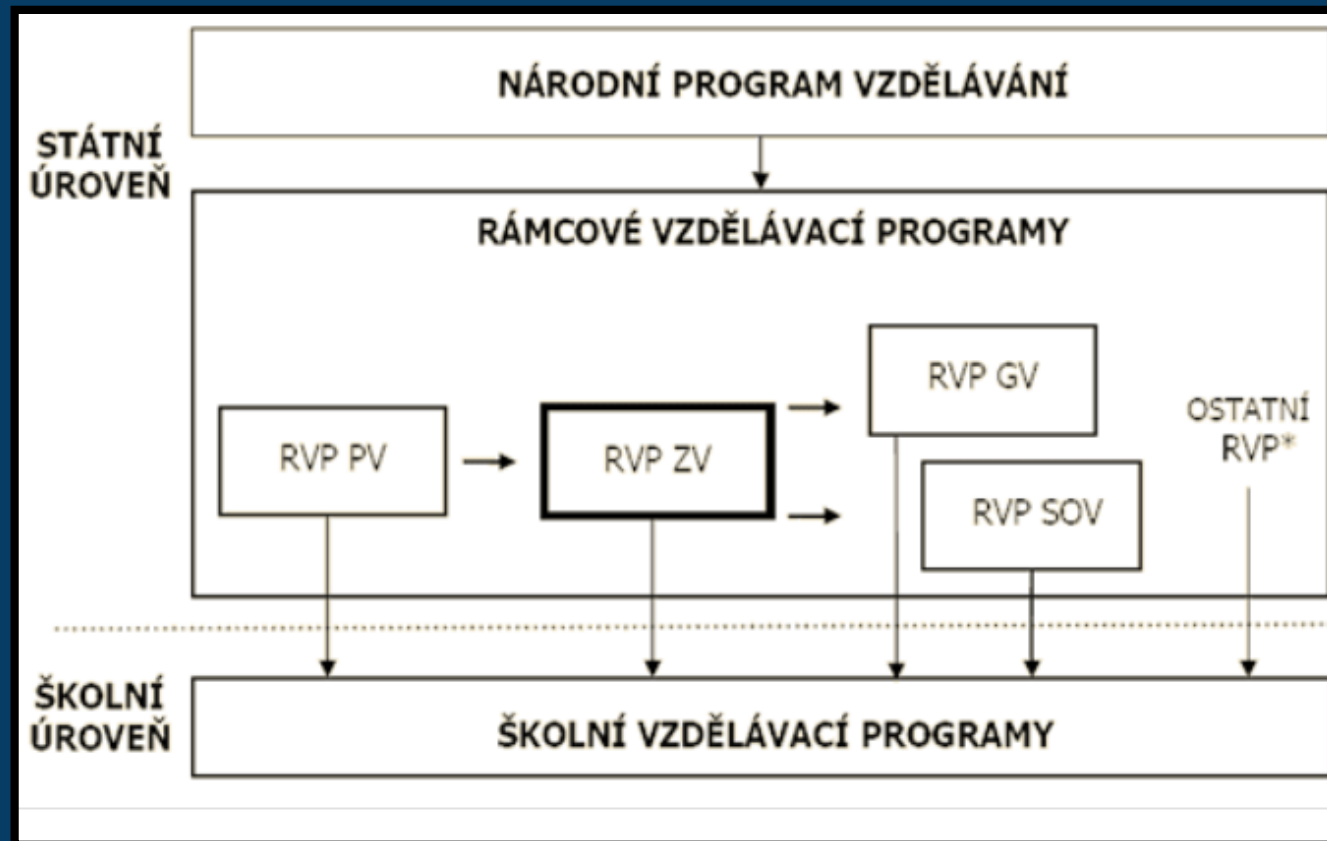 NÁRODNÍ PROGRAM VZDĚLÁVÁNÍ
STÁTNÍ
ÚROVEŇ
RÁMCOVÉ VZDĚLÁVACÍ PROGRAMY
RVP PV
RVP ZV
RVP GV
RVP SOV
OSTATNÍ
RVP*
ŠKOLNÍ
ÚROVEŇ
ŠKOLNÍ VZDĚLÁVACÍ PROGRAMY